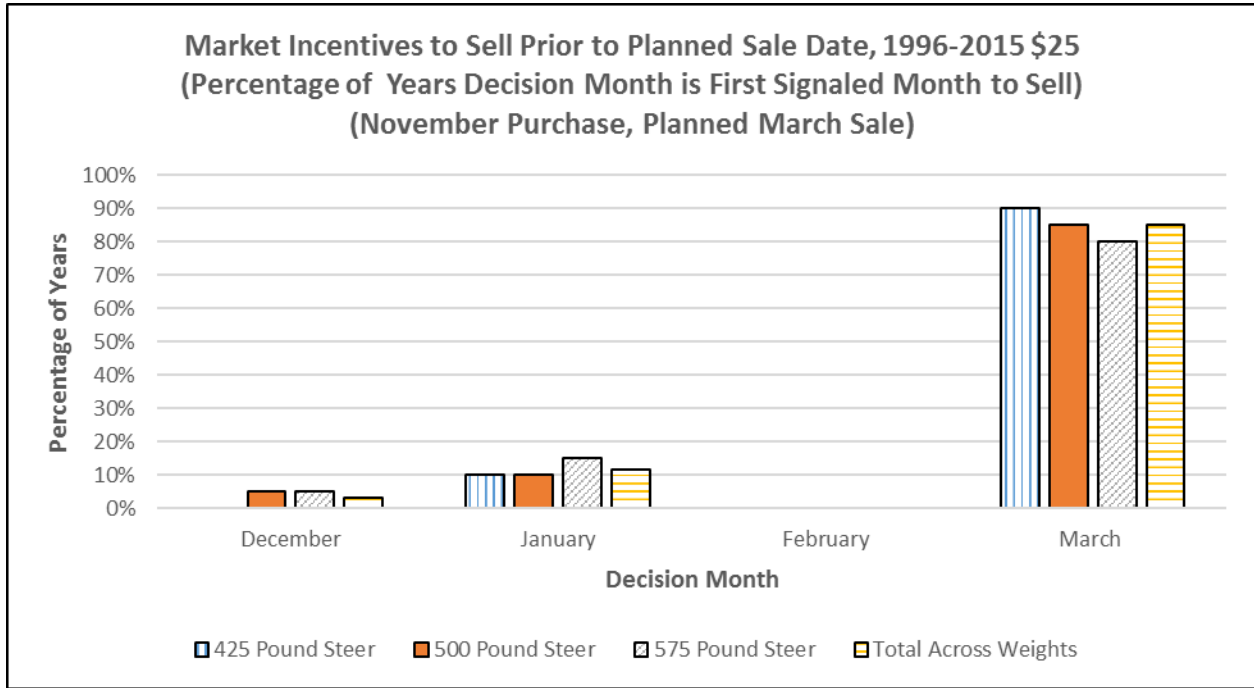 Market Incentives to Sell Prior to Planned Sale Date, 1996-2015 $25
(Percentage of  Years Decision Month is First Signaled Month to Sell)
(November Purchase, Planned March Sale)
100%
90%
80%
70%
60%
50%
40%
30%
20%
10%
0%
Percentage of Years
December January February March
Decision Month
425 Pound Steer 500 Pound Steer 575 Pound Steer Total Across Weights